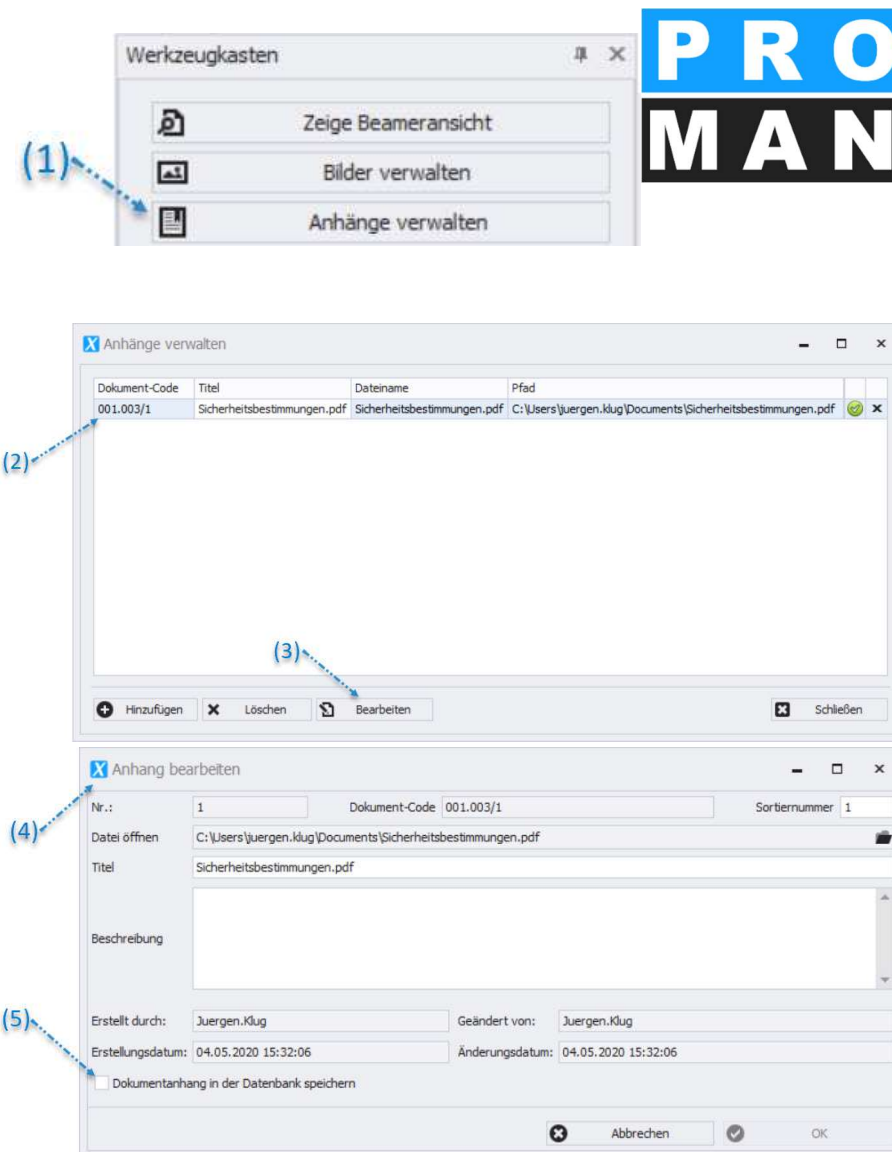 Werkzeugkasten
PRO
MAN
Zeige Beameransicht
(1)
Bilder verwalten
Anhänge verwalten
Anhänge verwalten
Dokument-Code Titel Dateiname Pfad
001.003/1 Sicherheitsbestimmungen.pdf Sicherheitsbestimmungen.pdf C:\Users\juergen.klug\Documents\Sicherheitsbestimmungen.pdf
(2)
(3)
Hinzufügen Löschen Bearbeiten Schließen
Anhang bearbeiten
Nr.: 1 Dokument-Code 001.003/1 Sortiernummer 1
(4)
Datei öffnen C:\Users\juergen.klug\Documents\Sicherheitsbestimmungen.pdf
Titel Sicherheitsbestimmungen.pdf
Beschreibung
(5)
Erstellt durch: Juergen.Klug Geändert von: Juergen.Klug
Erstellungsdatum: 04.05.2020 15:32:06 Änderungsdatum: 04.05.2020 15:32:06
Dokumentanhang in der Datenbank speichern
Abbrechen OK